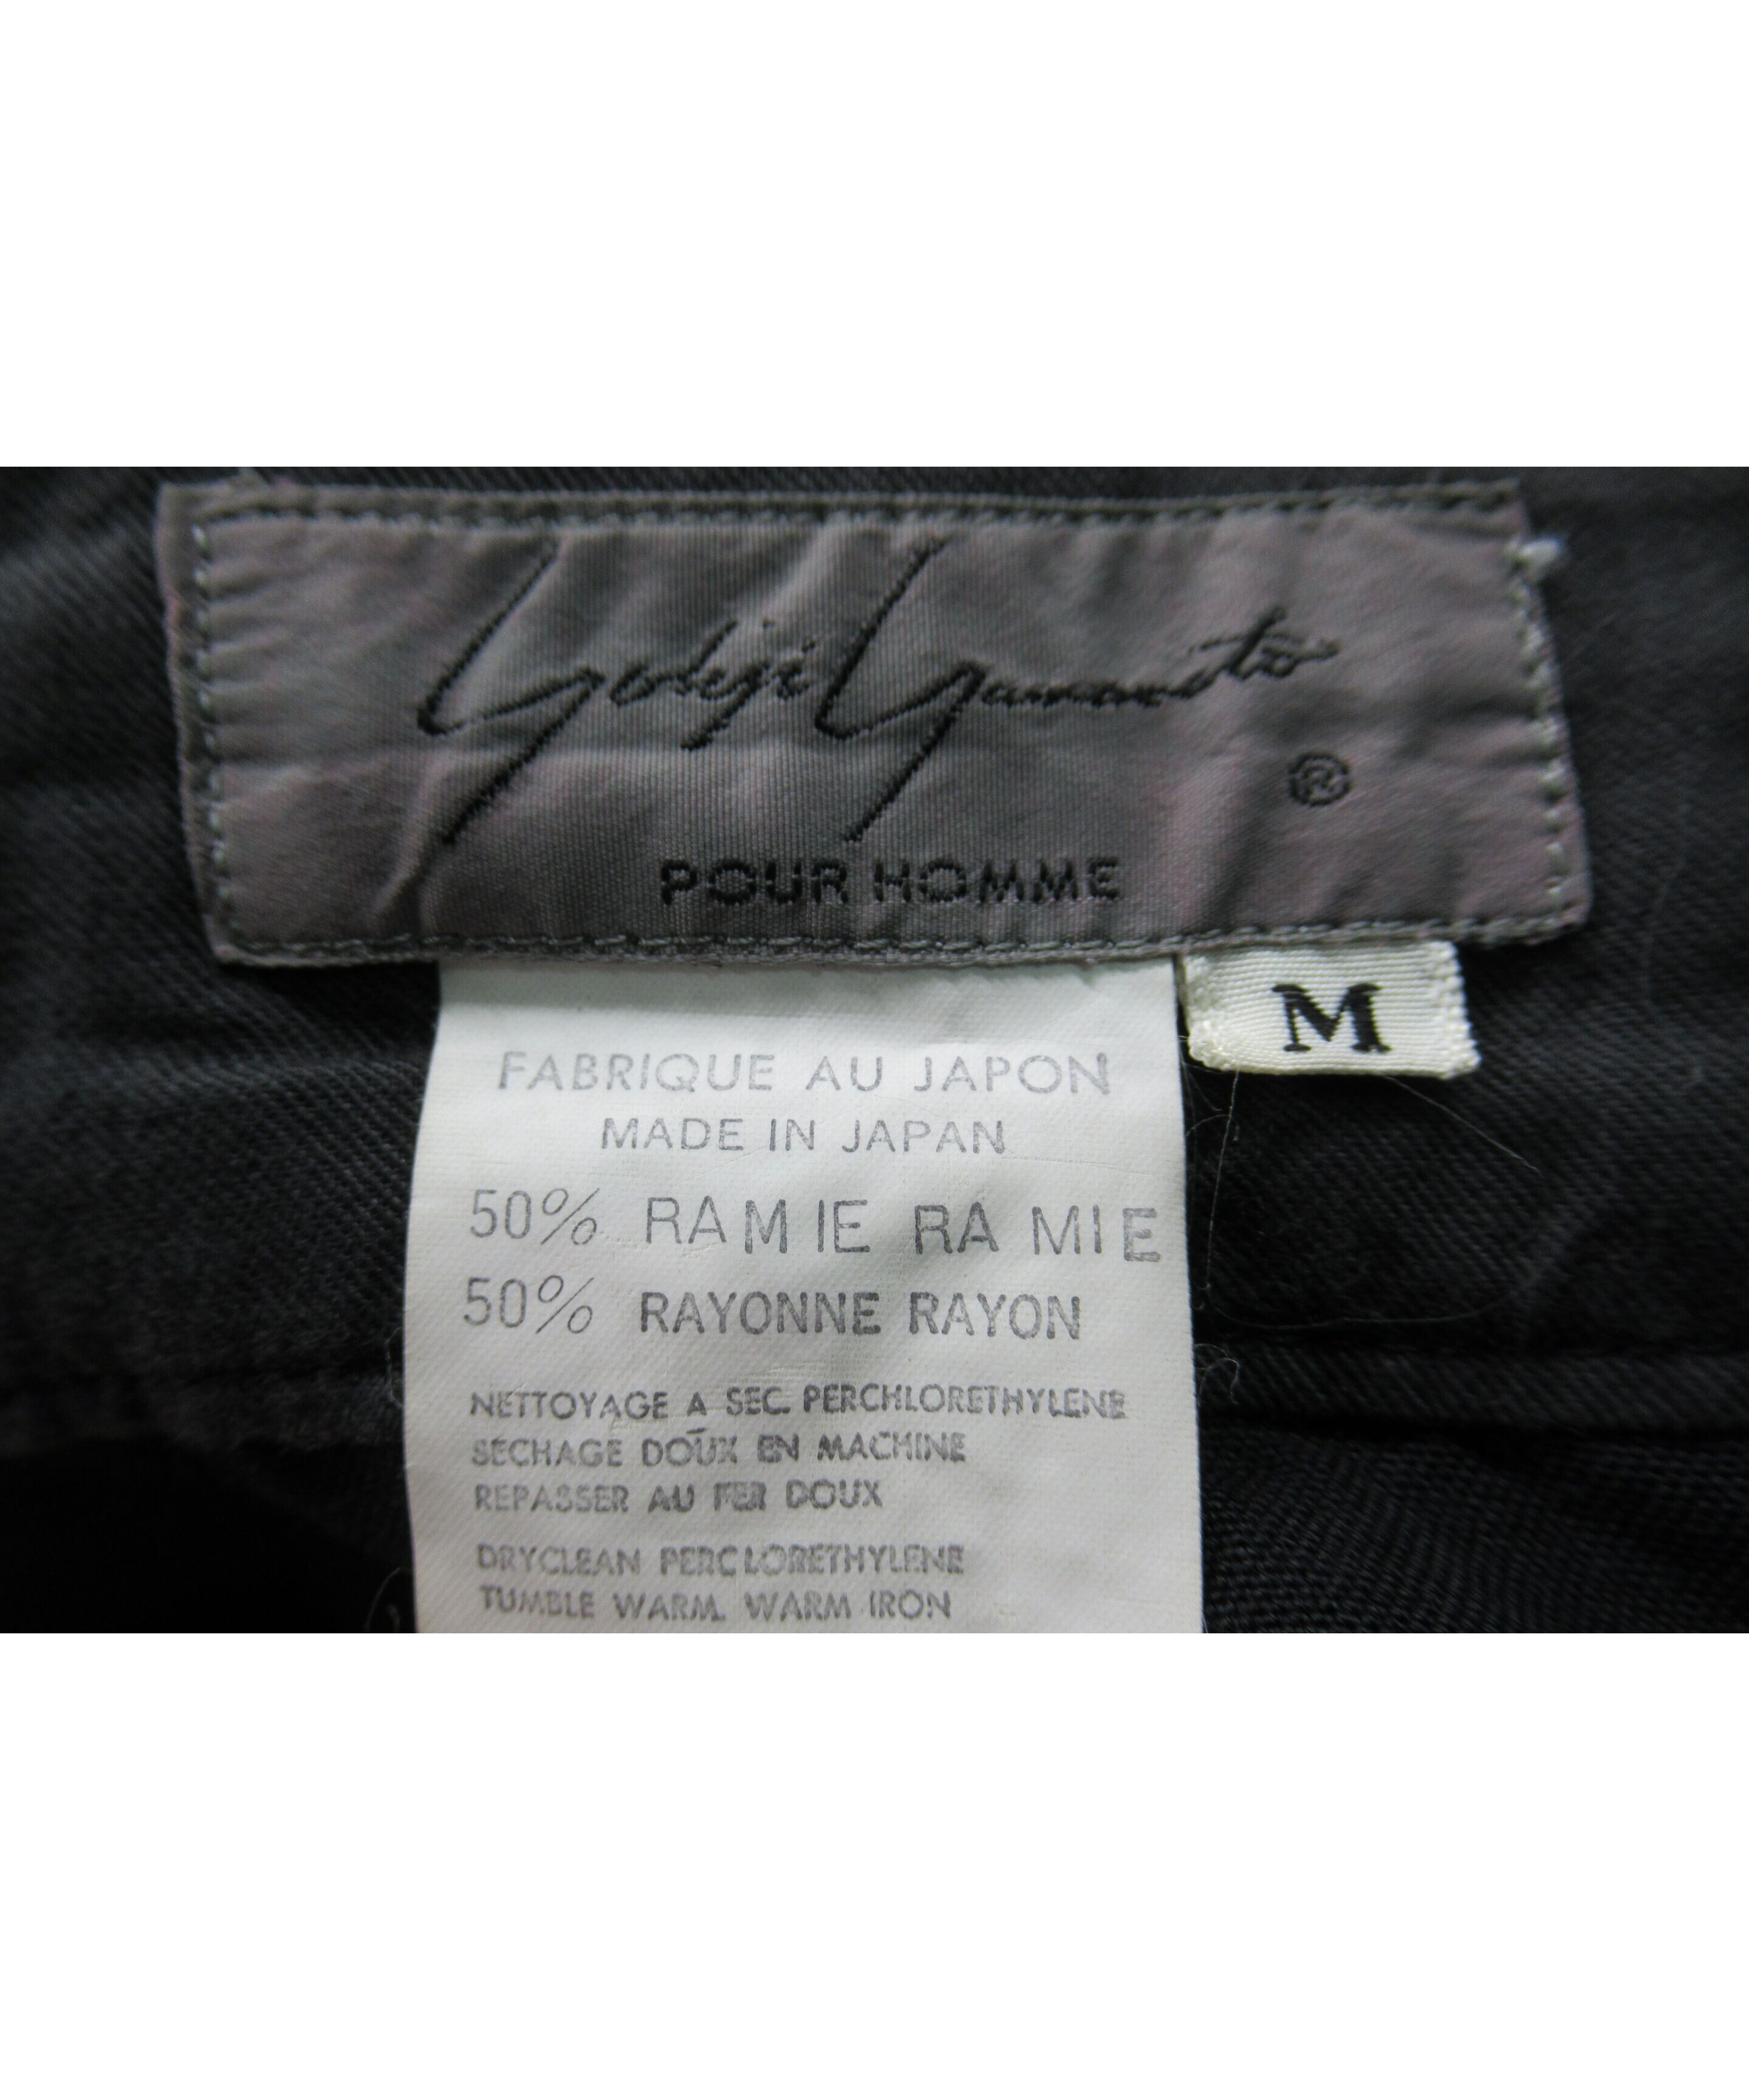 Yohji Yamamoto
®
POUR HOMME
M
FABRIQUE AU JAPON
MADE IN JAPAN
50% RAMIE RAMIE
50% RAYONNE RAYON
NETTOYAGE A SEC. PERCHLORETHYLENE
SECHAGE DOUX EN MACHINE
REPASSER AU FER DOUX
DRYCLEAN PERCLORETHYLENE
TUMBLE WARM. WARM IRON